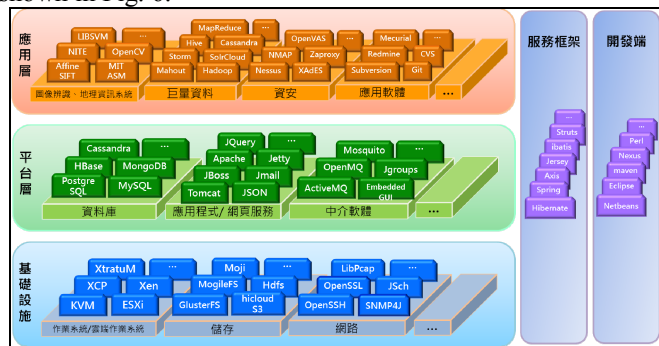 shown in Fig. 6.
應用層
LIBSVM
...
NITE
OpenCV
Affine SIFT
MIT ASM
圖像辨識、地理資訊系統
MapReduce
...
Hive
Cassandra
Storm
SolrCloud
Mahout
Hadoop
巨量資料
OpenVAS
...
NMAP
Zaproxy
Nessus
XAdES
資安
Mecurial
...
Redmine
CVS
Subversion
Git
應用軟體
...
平台層
Cassandra
...
HBase
MongoDB
Postgre SQL
MySQL
資料庫
JQuery
...
Apache
Jetty
JBoss
Jmail
Tomcat
JSON
應用程式/ 網頁服務
Mosquito
...
OpenMQ
Jgroups
ActiveMQ
Embedded GUI
中介軟體
...
基礎設施
XtratuM
...
XCP
Xen
KVM
ESXi
作業系統/雲端作業系統
Moji
...
MogileFS
Hdfs
GlusterFS
hicloud S3
儲存
LibPcap
...
OpenSSL
JSch
OpenSSH
SNMP4J
網路
...
服務框架
...
Struts
ibatis
Jersey
Axis
Spring
Hibemate
開發端
...
Perl
Nexus
maven
Eclipse
Netbeans